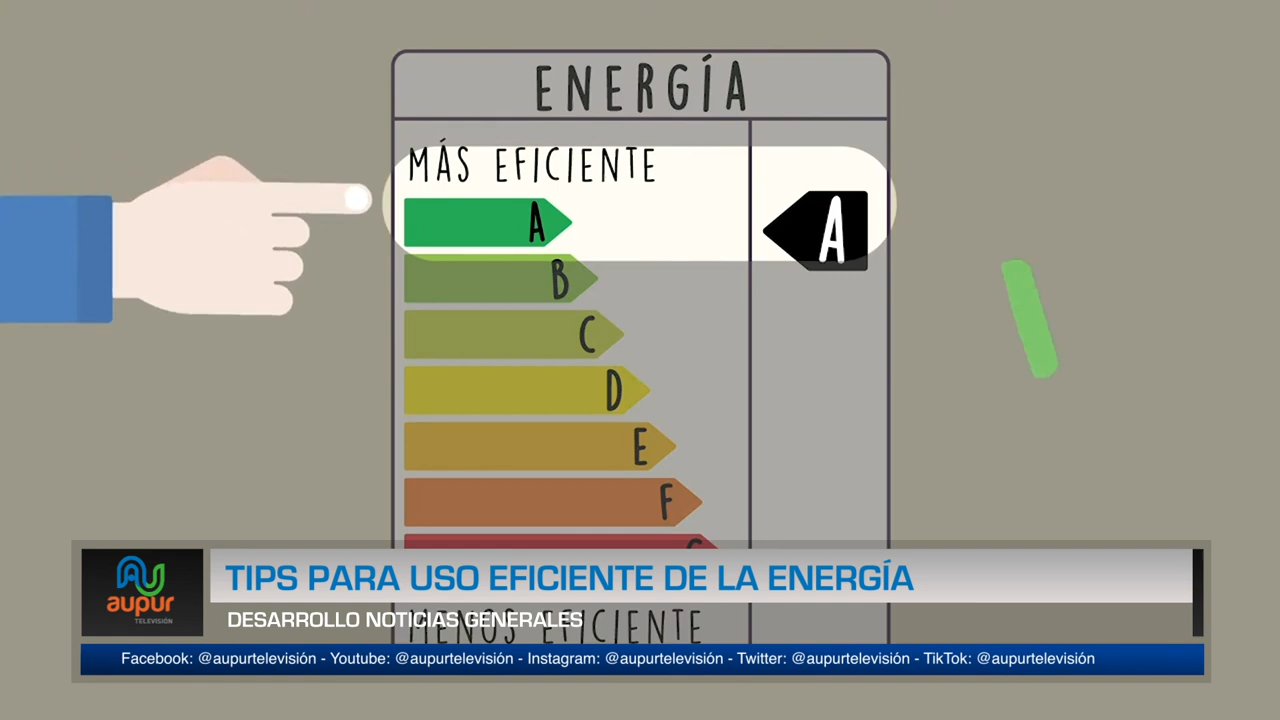 ENERGÍA
MÁS EFICIENTE
A
A
B
C
D
E
F
G
aupur
TELEVISIÓN
TIPS PARA USO EFICIENTE DE LA ENERGÍA
DESARROLLO NOTICIAS GENERALES
MENOS EFICIENTE
Facebook: @aupurtelevisión - Youtube: @aupurtelevisión - Instagram: @aupurtelevisión - Twitter: @aupurtelevisión - TikTok: @aupurtelevisión